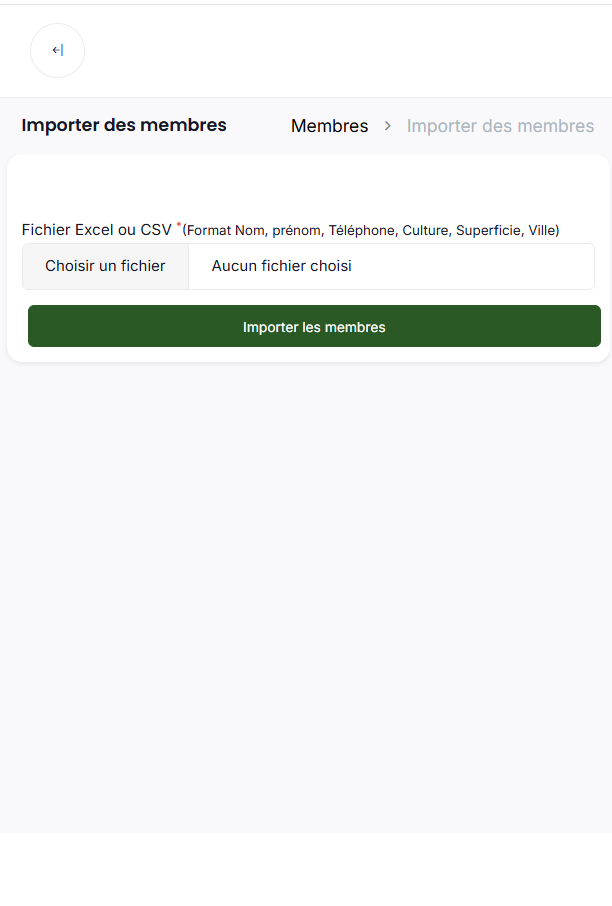 Importer des membres
Membres > Importer des membres
Fichier Excel ou CSV *(Format Nom, prénom, Téléphone, Culture, Superficie, Ville)
Choisir un fichier Aucun fichier choisi
Importer les membres